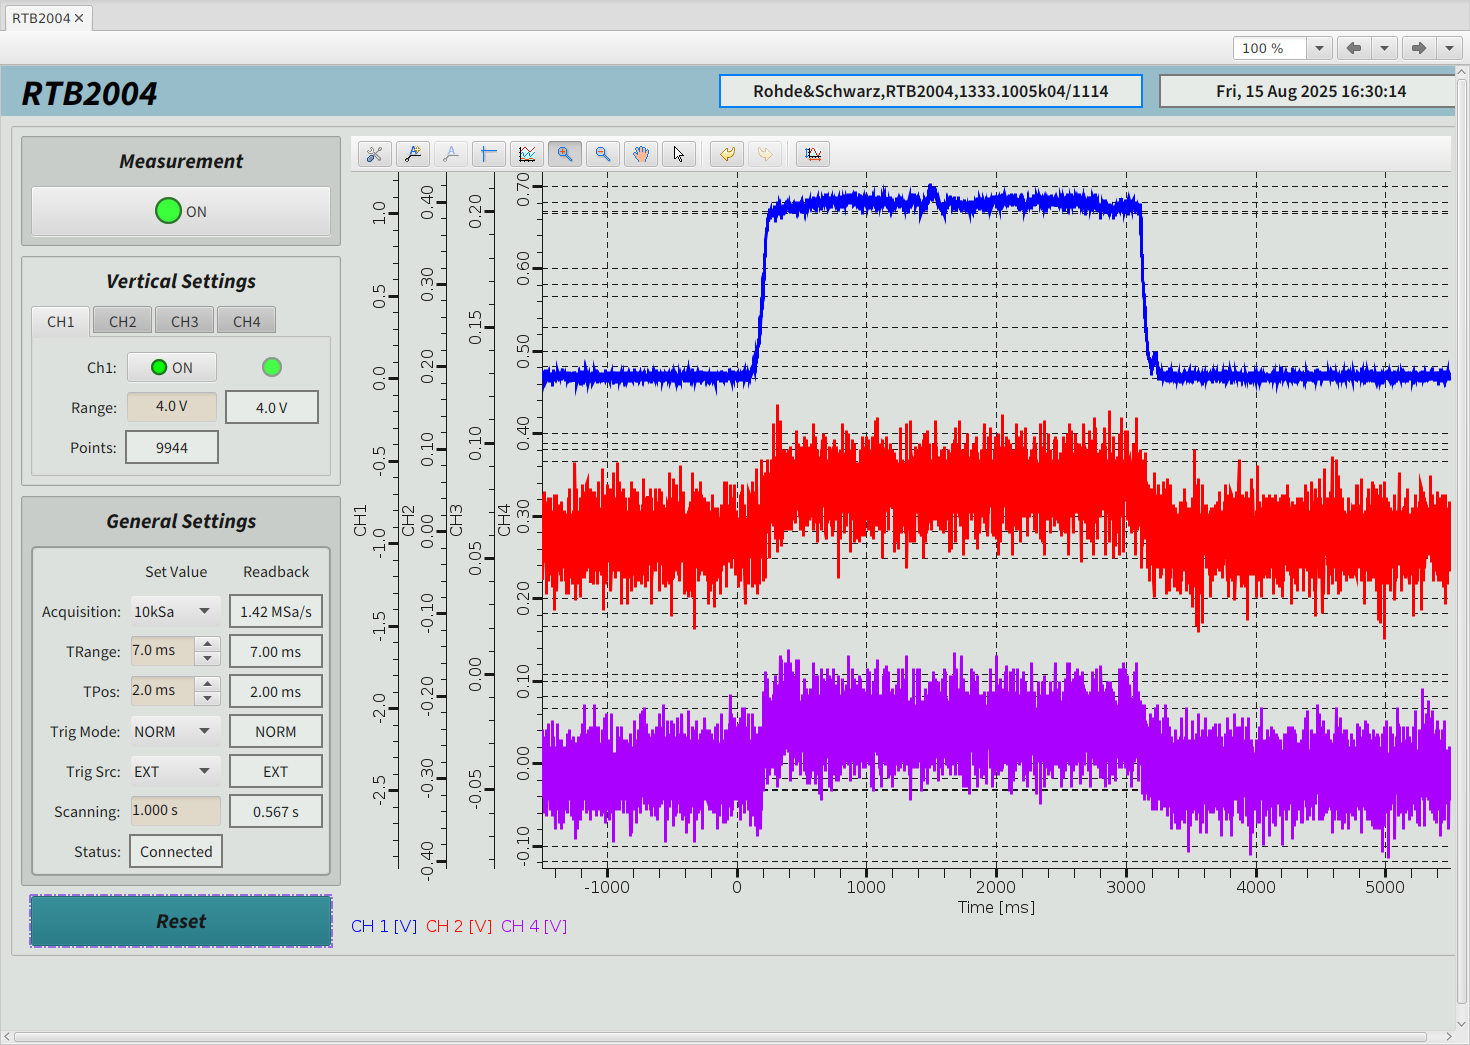 RTB2004
100 %
RTB2004
Rohde&Schwarz,RTB2004,1333.1005k04/1114
Fri, 15 Aug 2025 16:30:14
Measurement
ON
Vertical Settings
CH1 CH2 CH3 CH4
Ch1: ON
Range: 4.0 V 4.0 V
Points: 9944
General Settings
Set Value Readback
Acquisition: 10kSa 1.42 MSa/s
TRange: 7.0 ms 7.00 ms
TPos: 2.0 ms 2.00 ms
Trig Mode: NORM NORM
Trig Src: EXT EXT
Scanning: 1.000 s 0.567 s
Status: Connected
Reset
CH1
1.0
0.5
0.0
-0.5
-1.0
-1.5
-2.0
-2.5
CH2
0.40
0.30
0.20
0.10
0.00
-0.10
-0.20
-0.30
-0.40
CH3
0.20
0.15
0.10
0.05
0.00
-0.05
CH4
0.70
0.60
0.50
0.40
0.30
0.20
0.10
0.00
-0.10
-1000 0 1000 2000 3000 4000 5000
Time [ms]
CH 1 [V] CH 2 [V] CH 4 [V]